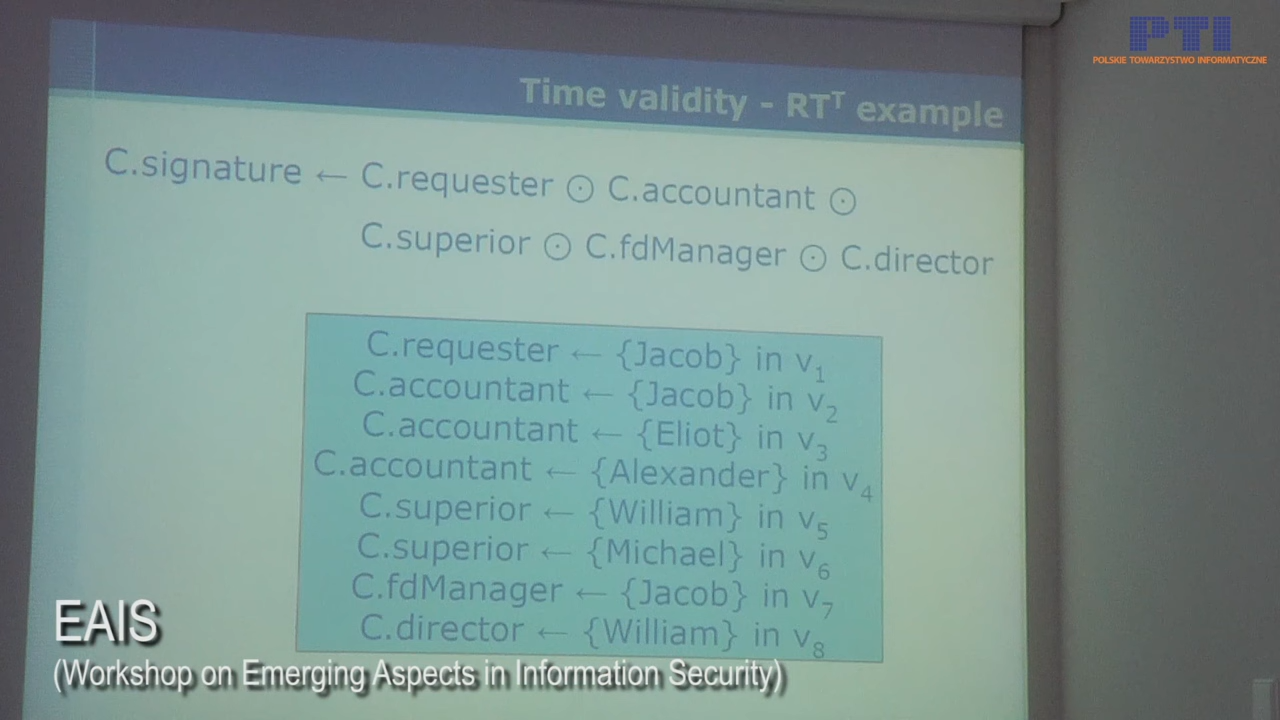 PTI
POLSKIE TOWARZYSTWO INFORMATYCZNE
Time validity - RTᵀ example
C.signature ← C.requester ⊙ C.accountant ⊙
C.superior ⊙ C.fdManager ⊙ C.director
C.requester ← {Jacob} in v₁
C.accountant ← {Jacob} in v₂
C.accountant ← {Eliot} in v₃
C.accountant ← {Alexander} in v₄
C.superior ← {William} in v₅
C.superior ← {Michael} in v₆
C.fdManager ← {Jacob} in v₇
C.director ← {William} in v₈
EAIS
(Workshop on Emerging Aspects in Information Security)